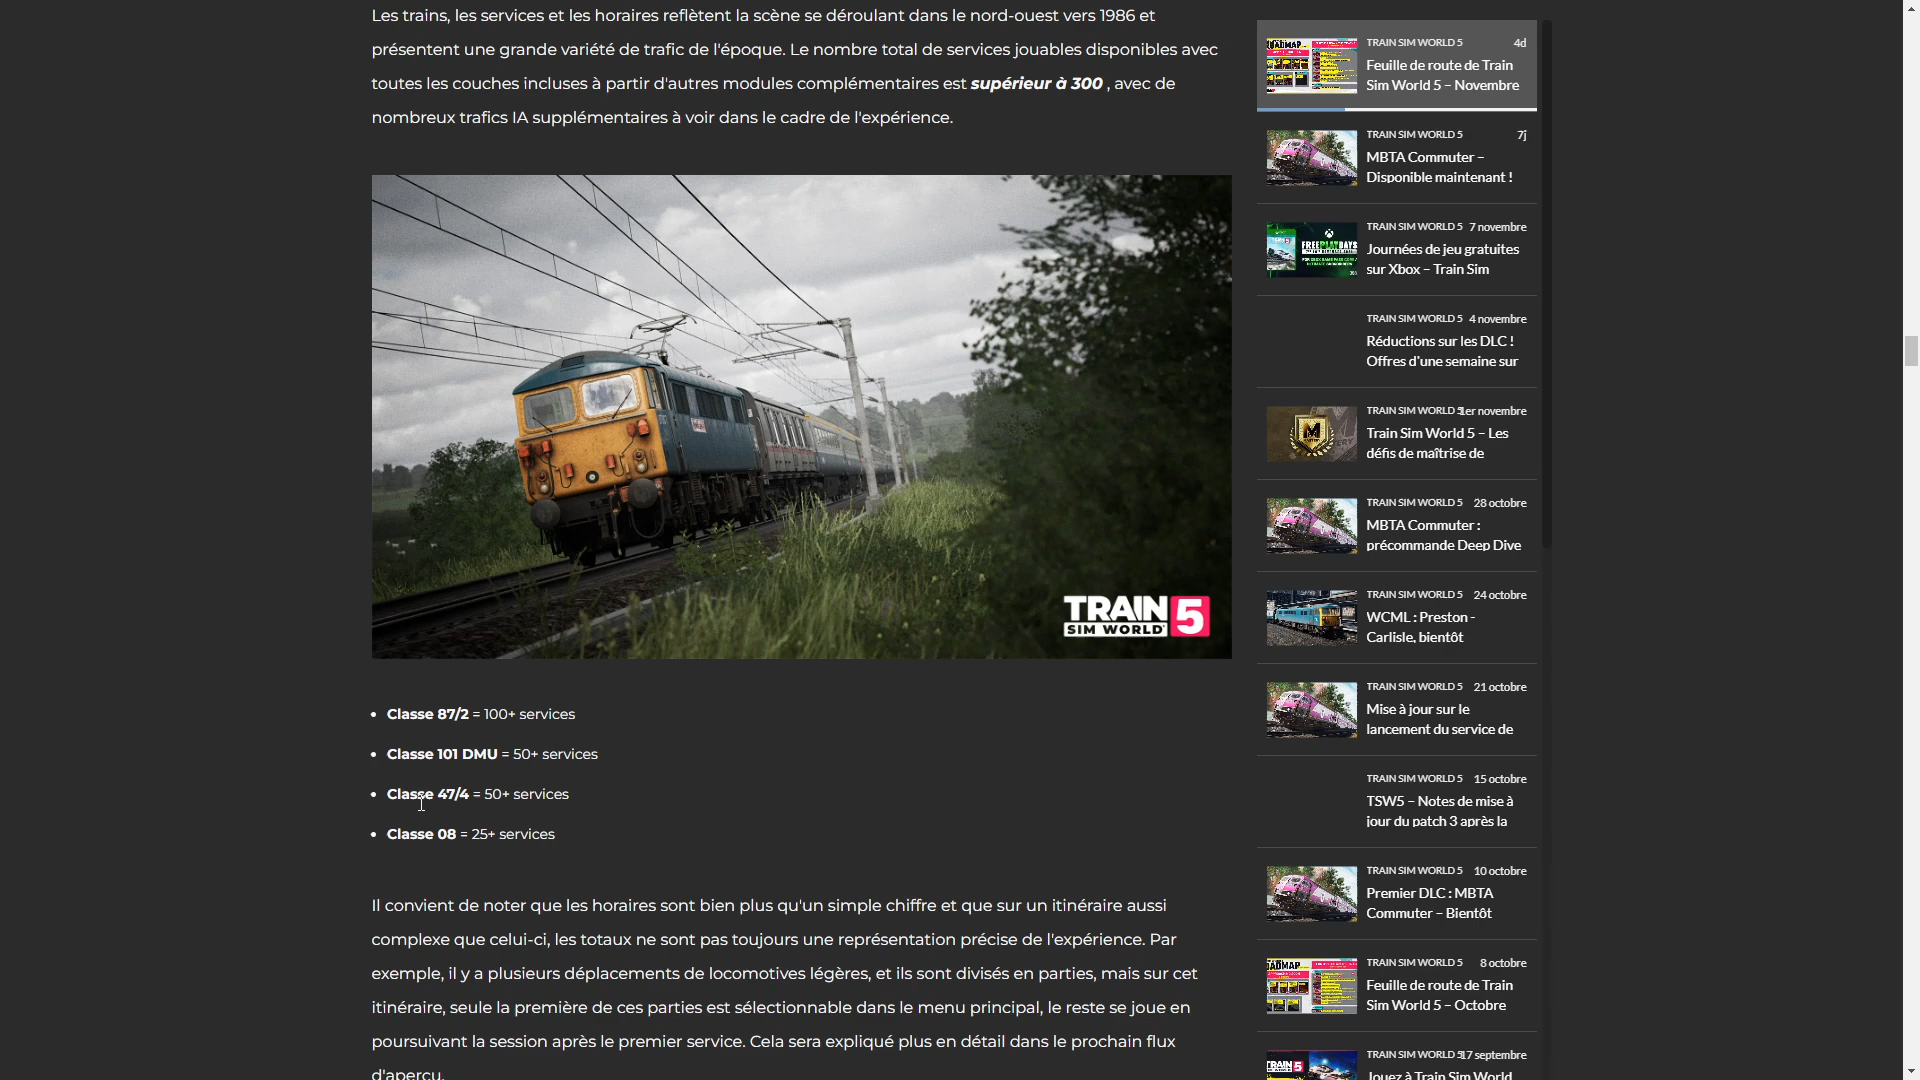 Les trains, les services et les horaires reflètent la scène se déroulant dans le nord-ouest vers 1986 et
présentent une grande variété de trafic de l'époque. Le nombre total de services jouables disponibles avec
toutes les couches incluses à partir d'autres modules complémentaires est supérieur à 300 , avec de
nombreux trafics IA supplémentaires à voir dans le cadre de l'expérience.
TRAIN
SIM WORLD 5
• Classe 87/2 = 100+ services
• Classe 101 DMU = 50+ services
• Classe 47/4 = 50+ services
• Classe 08 = 25+ services
Il convient de noter que les horaires sont bien plus qu'un simple chiffre et que sur un itinéraire aussi
complexe que celui-ci, les totaux ne sont pas toujours une représentation précise de l'expérience. Par
exemple, il y a plusieurs déplacements de locomotives légères, et ils sont divisés en parties, mais sur cet
itinéraire, seule la première de ces parties est sélectionnable dans le menu principal, le reste se joue en
poursuivant la session après le premier service. Cela sera expliqué plus en détail dans le prochain flux
d'aperçu.
TRAIN SIM WORLD 5 4d
Feuille de route de Train
Sim World 5 – Novembre
TRAIN SIM WORLD 5 7j
MBTA Commuter –
Disponible maintenant !
TRAIN SIM WORLD 5 7 novembre
FREE PLAY DAYS
Journées de jeu gratuites
sur Xbox – Train Sim
TRAIN SIM WORLD 5 4 novembre
Réductions sur les DLC !
Offres d'une semaine sur
TRAIN SIM WORLD 5 1er novembre
Train Sim World 5 – Les
défis de maîtrise de
TRAIN SIM WORLD 5 28 octobre
MBTA Commuter :
précommande Deep Dive
TRAIN SIM WORLD 5 24 octobre
WCML : Preston -
Carlisle, bientôt
TRAIN SIM WORLD 5 21 octobre
Mise à jour sur le
lancement du service de
TRAIN SIM WORLD 5 15 octobre
TSW5 – Notes de mise à
jour du patch 3 après la
TRAIN SIM WORLD 5 10 octobre
Premier DLC : MBTA
Commuter – Bientôt
TRAIN SIM WORLD 5 8 octobre
Feuille de route de Train
Sim World 5 – Octobre
TRAIN SIM WORLD 5 17 septembre
Jouez à Train Sim World